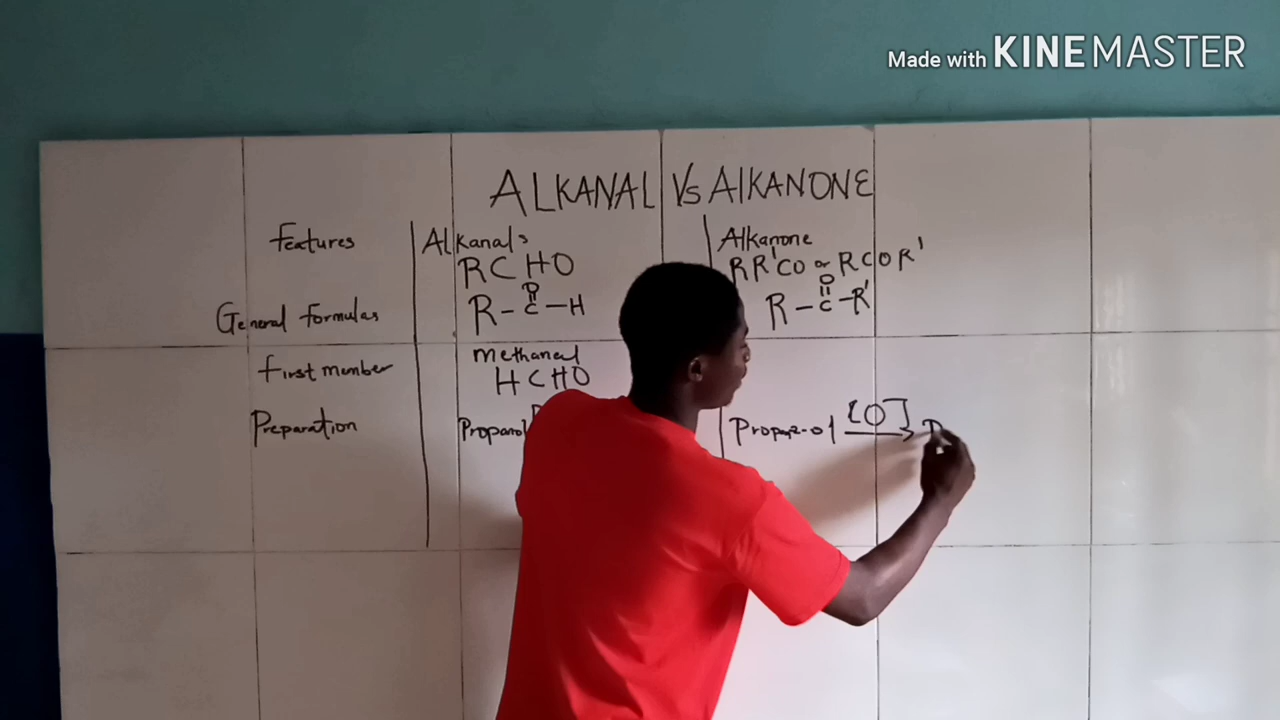 Made with KINEMASTER
ALKANAL Vs AlKANONE
Features Alkanals Alkanone
RCHO RR'CO or RCOR'
O O
General formulas R-C-H R-C-R'
First member Methanal
HCHO
Preparation Propanol Propan-2-ol [O]